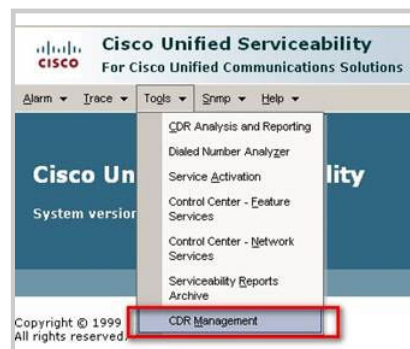 Cisco Unified Serviceability
CISCO
For Cisco Unified Communications Solutions
Alarm Trace Tools Snmp Help
CDR Analysis and Reporting
Dialed Number Analyzer
Service Activation
Control Center - Feature
Services
Control Center - Network
Services
Serviceability Reports
Archive
CDR Management
Cisco Un
lity
System version
Copyright © 1999
All rights reserved.